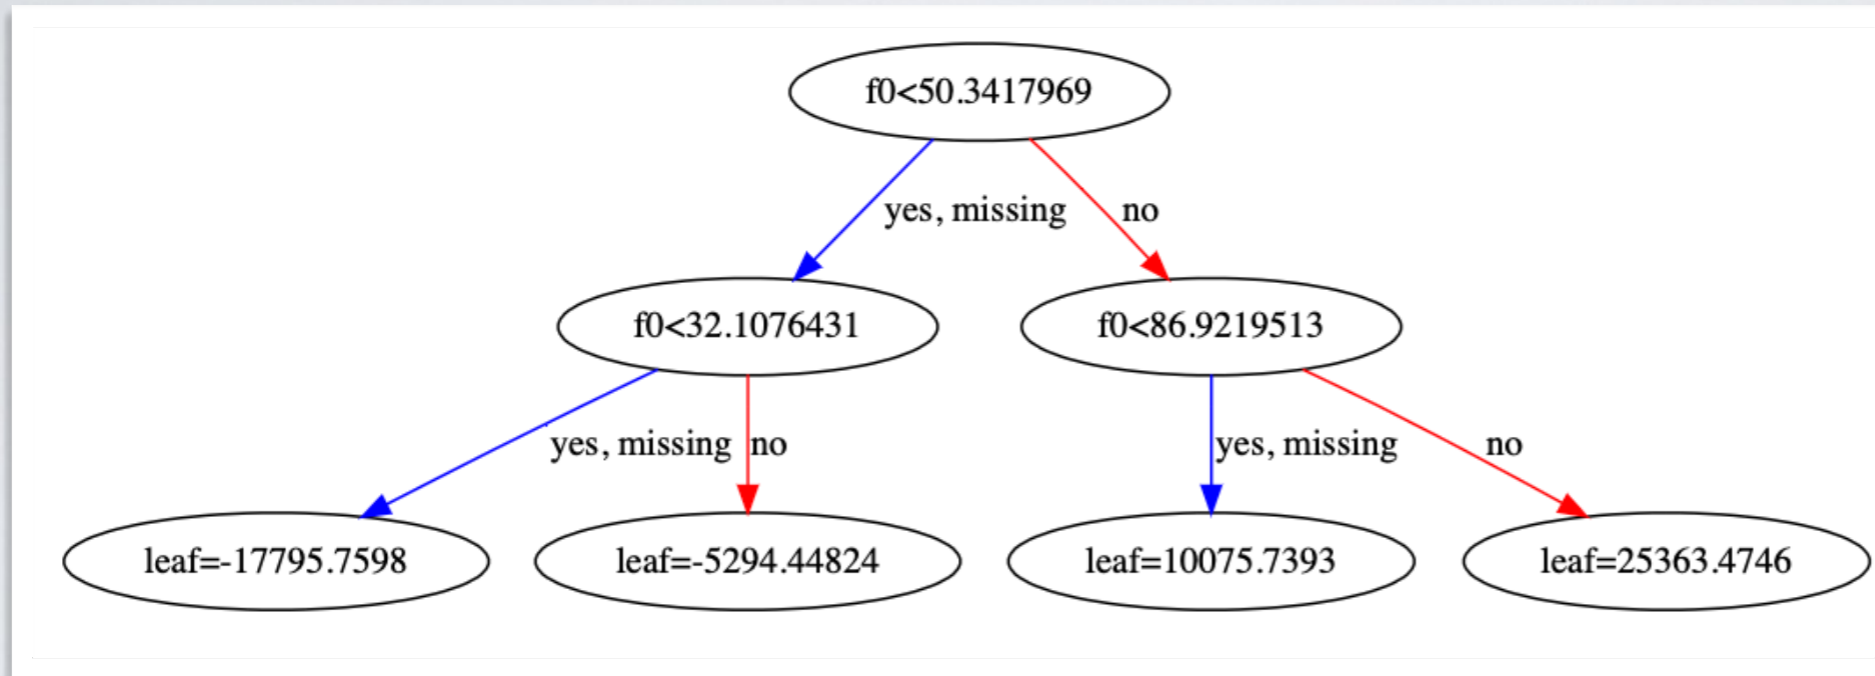 f0<50.3417969
yes, missing no
f0<32.1076431 f0<86.9219513
yes, missing no yes, missing no
leaf=-17795.7598 leaf=-5294.44824 leaf=10075.7393 leaf=25363.4746